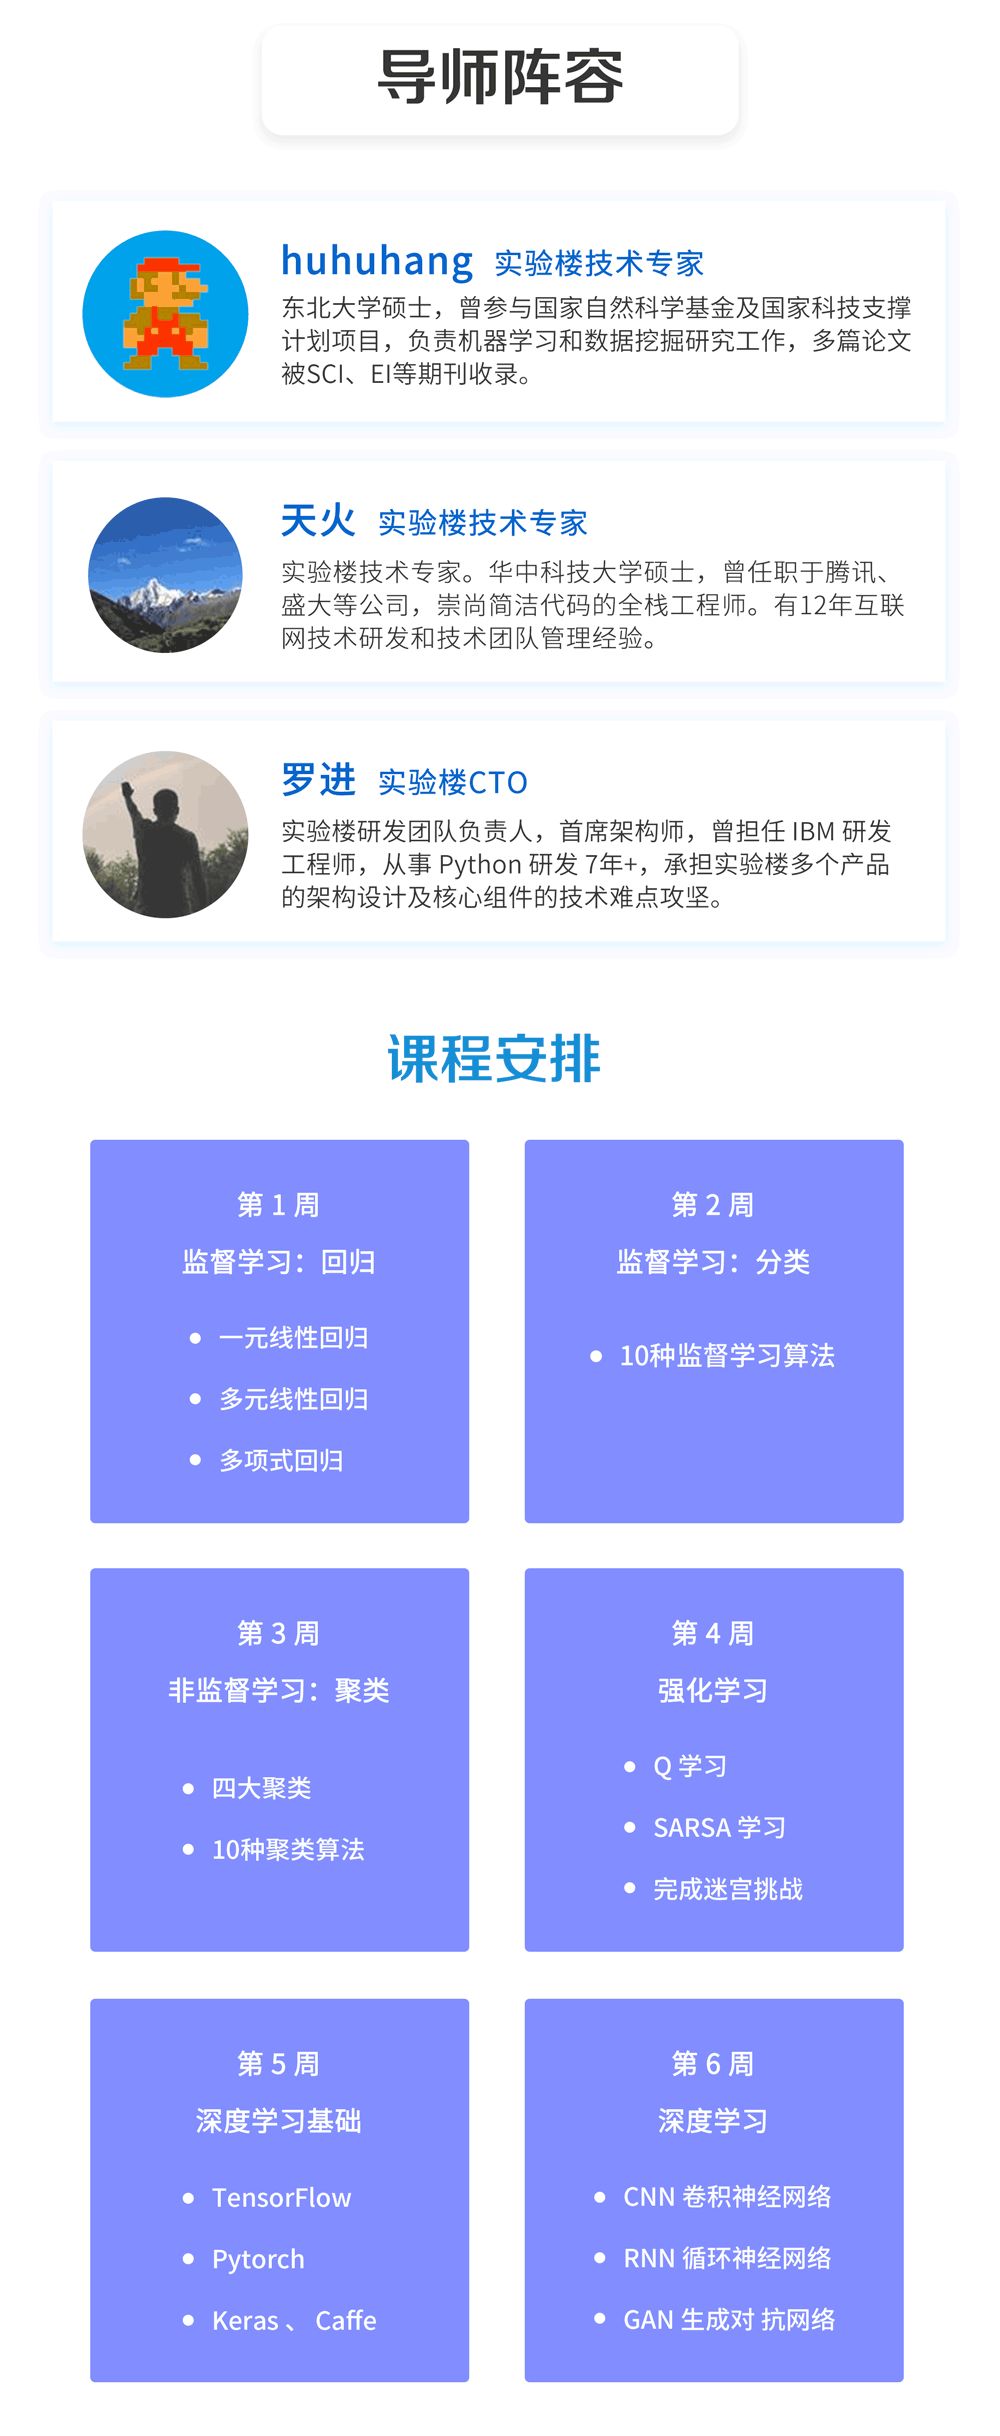 导师阵容
huhuhang 实验楼技术专家
东北大学硕士，曾参与国家自然科学基金及国家科技支撑
计划项目，负责机器学习和数据挖掘研究工作，多篇论文
被SCI、EI等期刊收录。
天火 实验楼技术专家
实验楼技术专家。华中科技大学硕士，曾任职于腾讯、
盛大等公司，崇尚简洁代码的全栈工程师。有12年互联
网技术研发和技术团队管理经验。
罗进 实验楼CTO
实验楼研发团队负责人，首席架构师，曾担任 IBM 研发
工程师，从事 Python 研发 7年+，承担实验楼多个产品
的架构设计及核心组件的技术难点攻坚。
课程安排
第 1 周
监督学习：回归
• 一元线性回归
• 多元线性回归
• 多项式回归
第 2 周
监督学习：分类
• 10种监督学习算法
第 3 周
非监督学习：聚类
• 四大聚类
• 10种聚类算法
第 4 周
强化学习
• Q 学习
• SARSA 学习
• 完成迷宫挑战
第 5 周
深度学习基础
• TensorFlow
• Pytorch
• Keras 、 Caffe
第 6 周
深度学习
• CNN 卷积神经网络
• RNN 循环神经网络
• GAN 生成对 抗网络